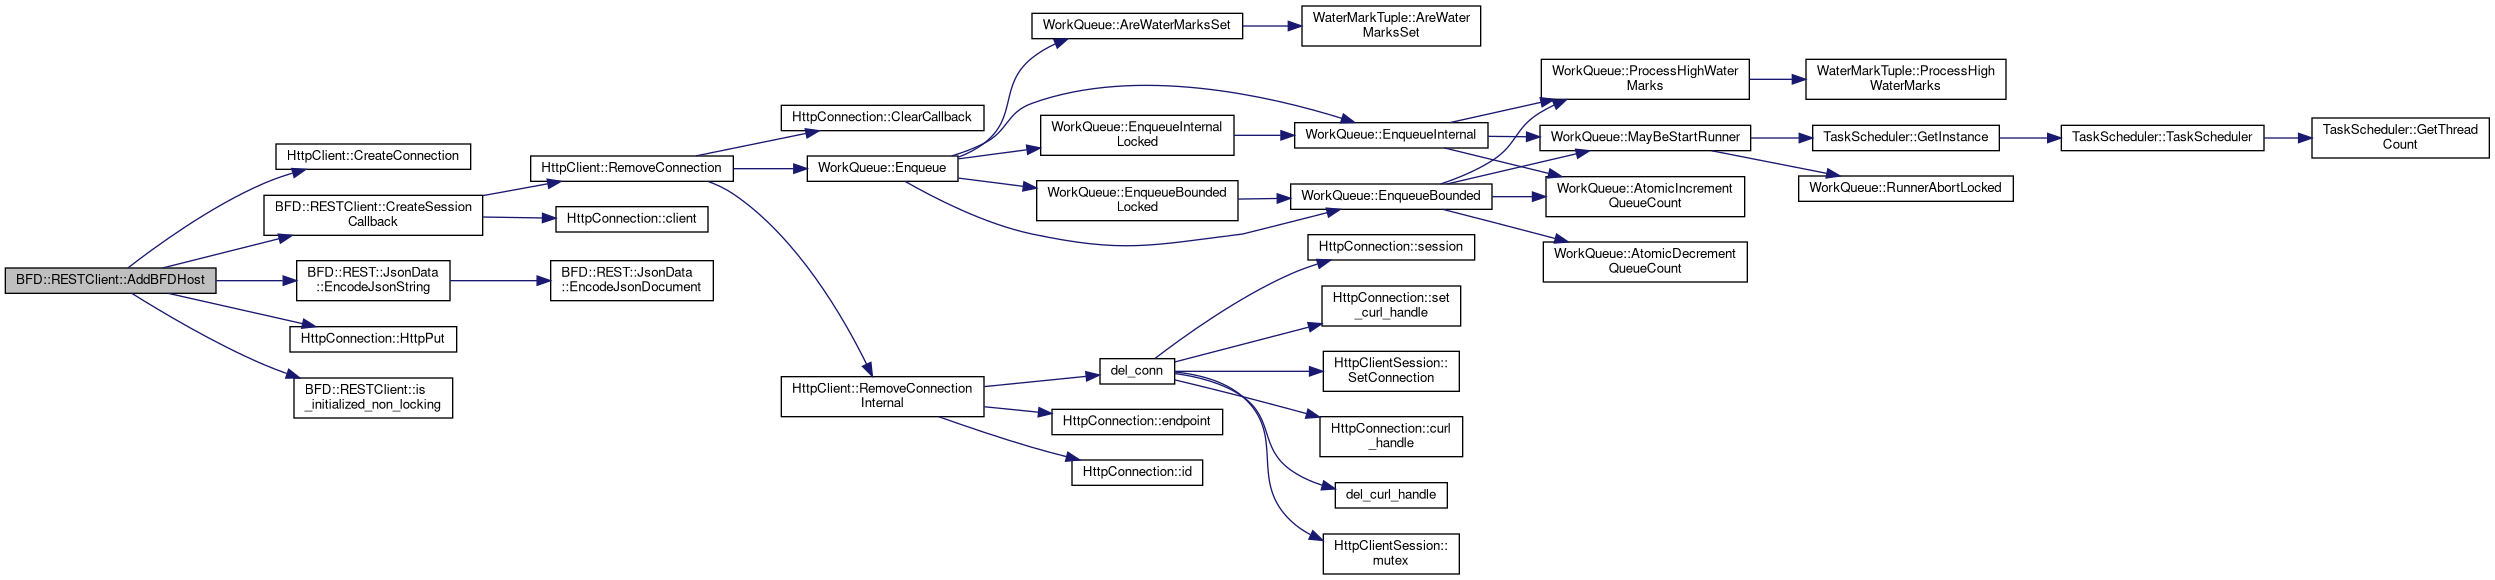 BFD::RESTClient::AddBFDHost
HttpClient::CreateConnection
BFD::RESTClient::CreateSession
Callback
BFD::REST::JsonData
::EncodeJsonString
HttpConnection::HttpPut
BFD::RESTClient::is
_initialized_non_locking
HttpClient::RemoveConnection
HttpConnection::client
BFD::REST::JsonData
::EncodeJsonDocument
HttpConnection::ClearCallback
WorkQueue::Enqueue
HttpClient::RemoveConnection
Internal
WorkQueue::AreWaterMarksSet
WorkQueue::EnqueueInternal
Locked
WorkQueue::EnqueueBounded
Locked
del_conn
HttpConnection::endpoint
HttpConnection::id
WaterMarkTuple::AreWater
MarksSet
WorkQueue::EnqueueInternal
WorkQueue::EnqueueBounded
HttpConnection::session
HttpConnection::set
_curl_handle
HttpClientSession::
SetConnection
HttpConnection::curl
_handle
del_curl_handle
HttpClientSession::
mutex
WorkQueue::ProcessHighWater
Marks
WorkQueue::MayBeStartRunner
WorkQueue::AtomicIncrement
QueueCount
WorkQueue::AtomicDecrement
QueueCount
WaterMarkTuple::ProcessHigh
WaterMarks
TaskScheduler::GetInstance
WorkQueue::RunnerAbortLocked
TaskScheduler::TaskScheduler
TaskScheduler::GetThread
Count